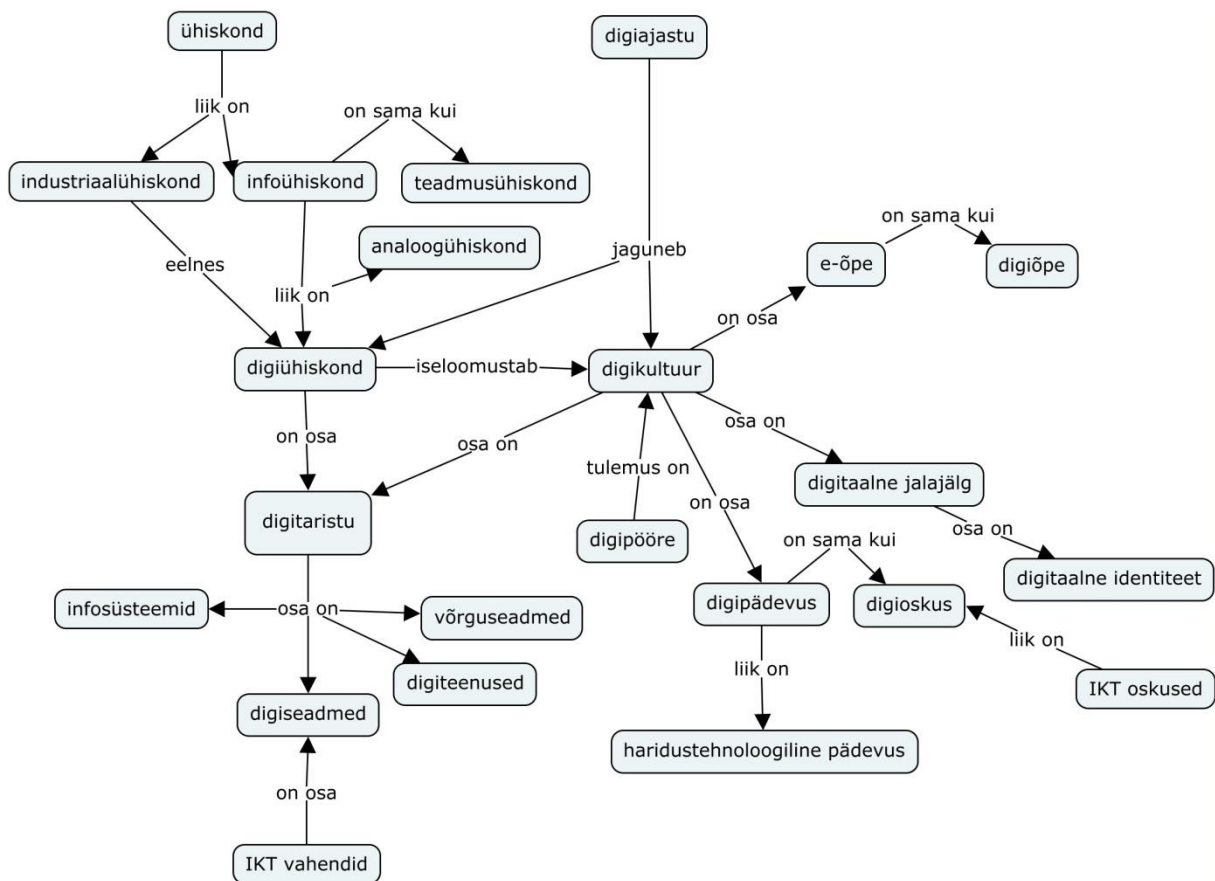 ühiskond
digiajastu
liik on
on sama kui
industriaalühiskond
infoühiskond
teadmusühiskond
on sama kui
analoogühiskond
jaguneb
e-õpe
digiõpe
eelnes
liik on
on osa
digiühiskond
iseloomustab
digikultuur
on osa
osa on
osa on
tulemus on
digitaalne jalajälg
on osa
digitaristu
digipööre
osa on
on sama kui
digitaalne identiteet
infosüsteemid
osa on
võrguseadmed
digipädevus
digioskus
liik on
liik on
digiteenused
IKT oskused
digiseadmed
haridustehnoloogiline pädevus
on osa
IKT vahendid